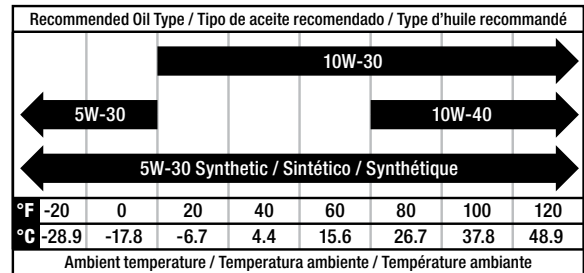 Recommended Oil Type / Tipo de aceite recomendado / Type d'huile recommandé
10W-30
5W-30 10W-40
5W-30 Synthetic / Sintético / Synthétique
°F -20 0 20 40 60 80 100 120
°C -28.9 -17.8 -6.7 4.4 15.6 26.7 37.8 48.9
Ambient temperature / Temperatura ambiente / Température ambiante